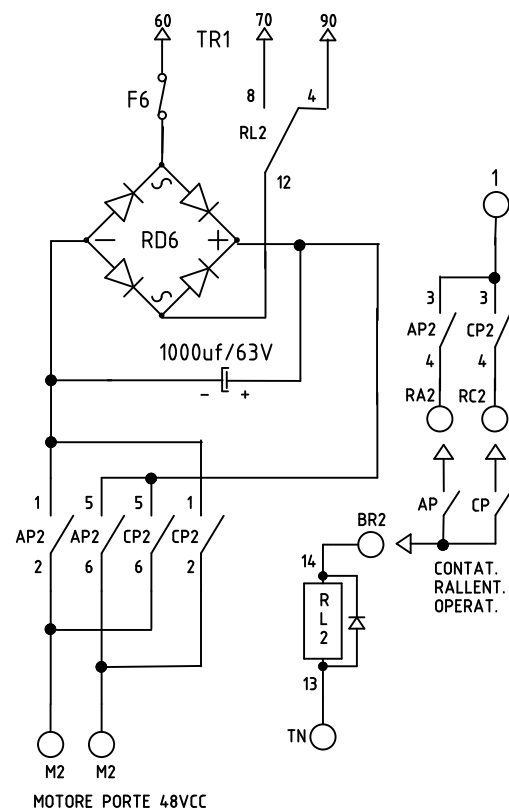 60
TR1
70
90
F6
8
4
RL2
12
1
RD6
1000uf/63V
- +
3
3
AP2
CP2
4
4
RA2
RC2
1
5
5
1
AP2
AP2
CP2
CP2
2
6
6
2
AP
CP
BR2
14
CONTAT.
RALLENT.
OPERAT.
R
L
2
13
TN
M2
M2
MOTORE PORTE 48VCC